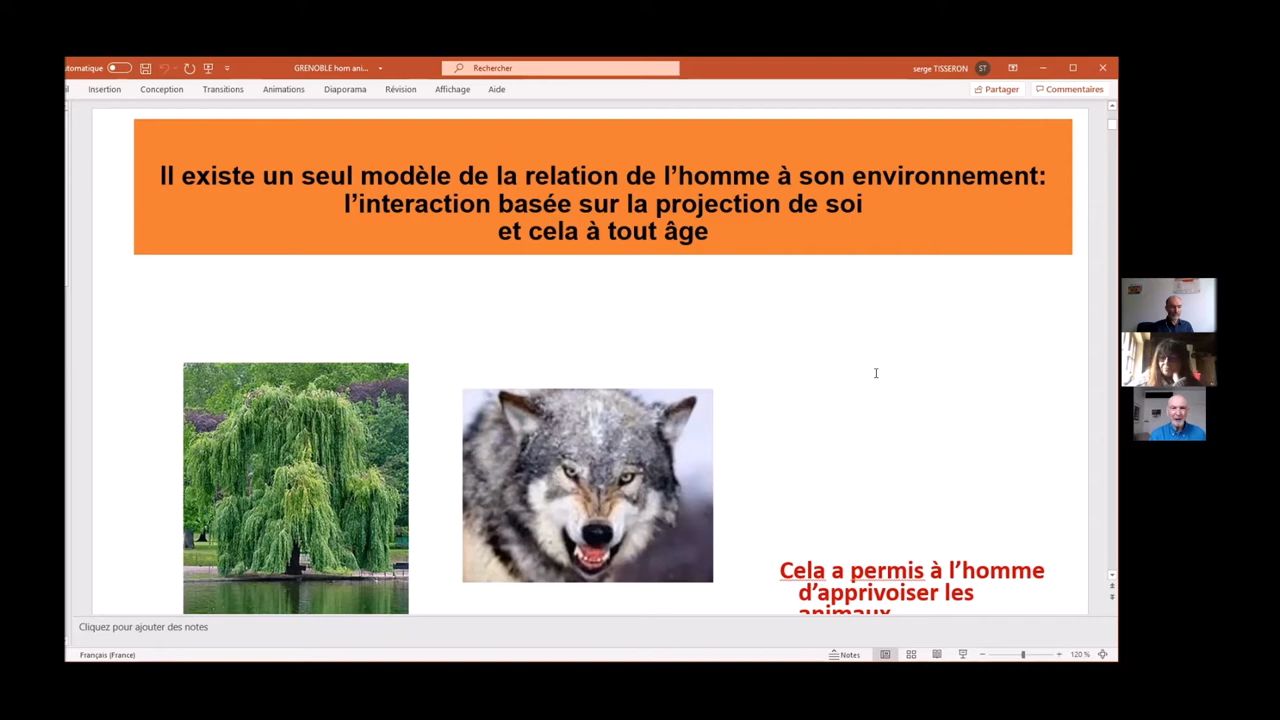 utomatique
GRENOBLE hom ani...
Rechercher
serge TISSERON
ST
Insertion
Conception
Transitions
Animations
Diaporama
Révision
Affichage
Aide
Partager
Commentaires
Il existe un seul modèle de la relation de l’homme à son environnement:
l’interaction basée sur la projection de soi
et cela à tout âge
Cela a permis à l’homme
d’apprivoiser les
animaux
Cliquez pour ajouter des notes
Français (France)
Notes
120 %